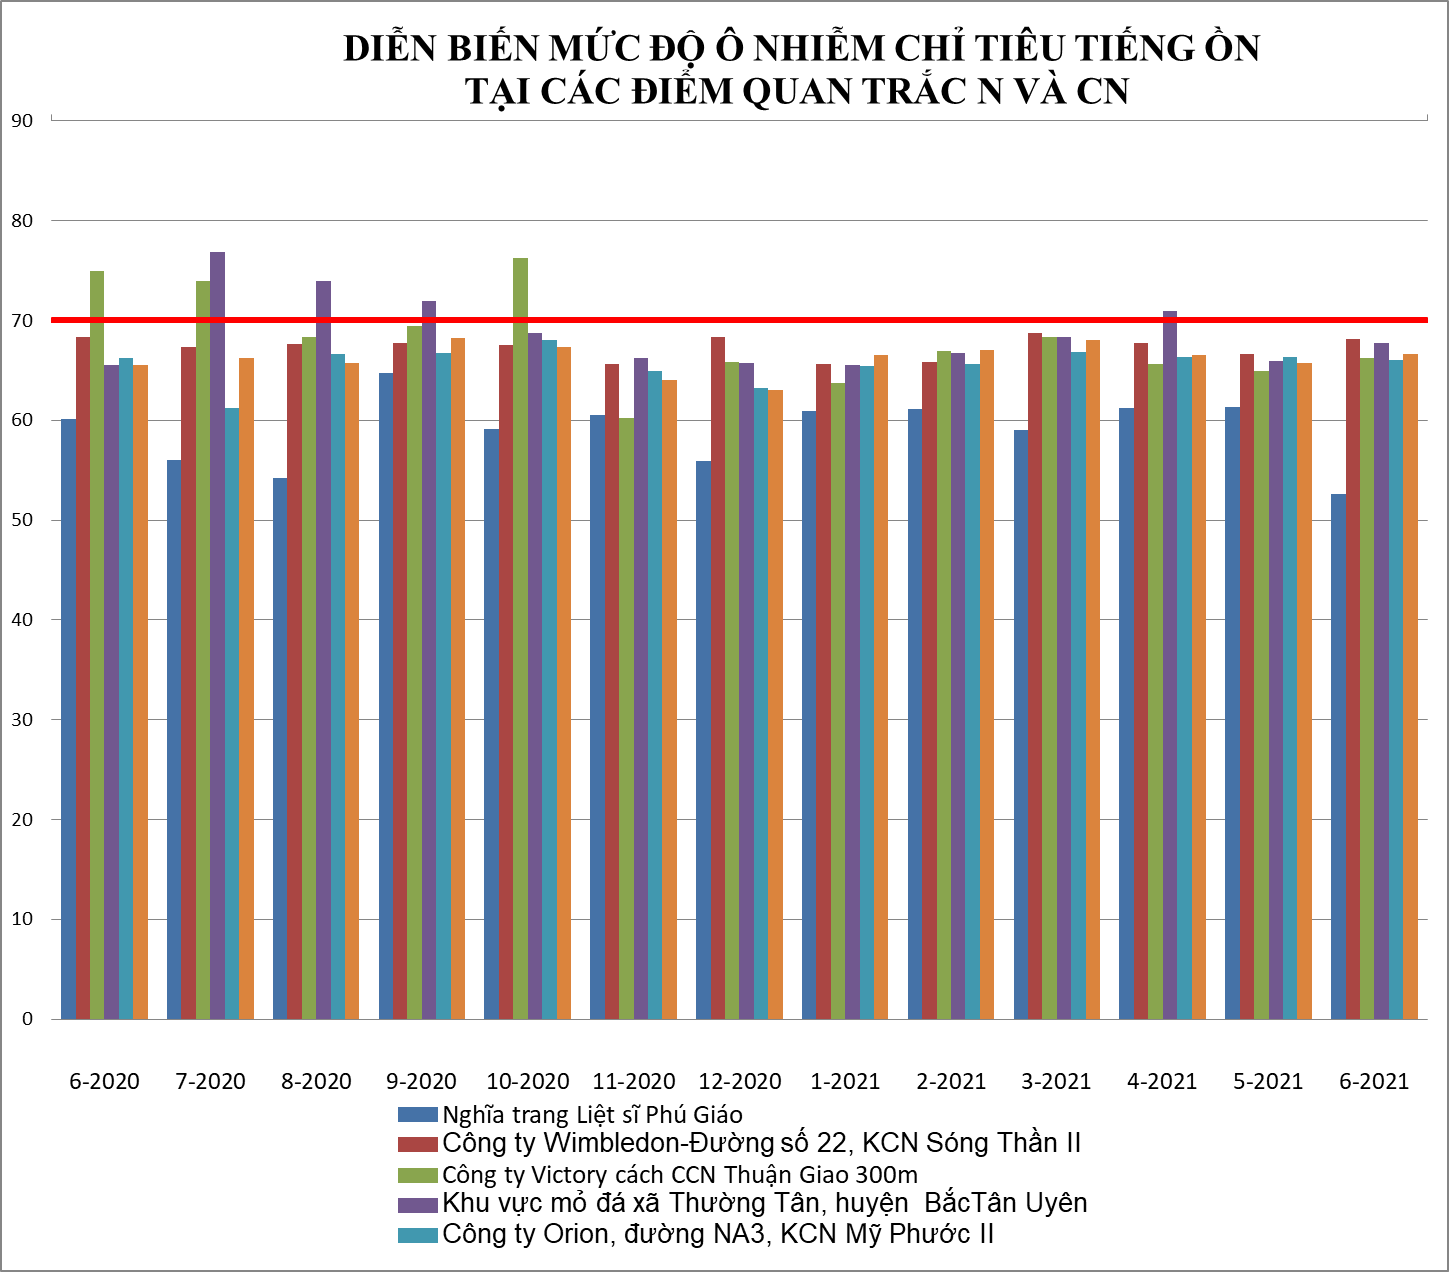 DIỄN BIẾN MỨC ĐỘ Ô NHIỄM CHỈ TIÊU TIẾNG ỒN
TẠI CÁC ĐIỂM QUAN TRẮC N VÀ CN
90
80
70
60
50
40
30
20
10
0
6-2020 7-2020 8-2020 9-2020 10-2020 11-2020 12-2020 1-2021 2-2021 3-2021 4-2021 5-2021 6-2021
Nghĩa trang Liệt sĩ Phú Giáo
Công ty Wimbledon-Đường số 22, KCN Sóng Thần II
Công ty Victory cách CCN Thuận Giao 300m
Khu vực mỏ đá xã Thường Tân, huyện BắcTân Uyên
Công ty Orion, đường NA3, KCN Mỹ Phước II